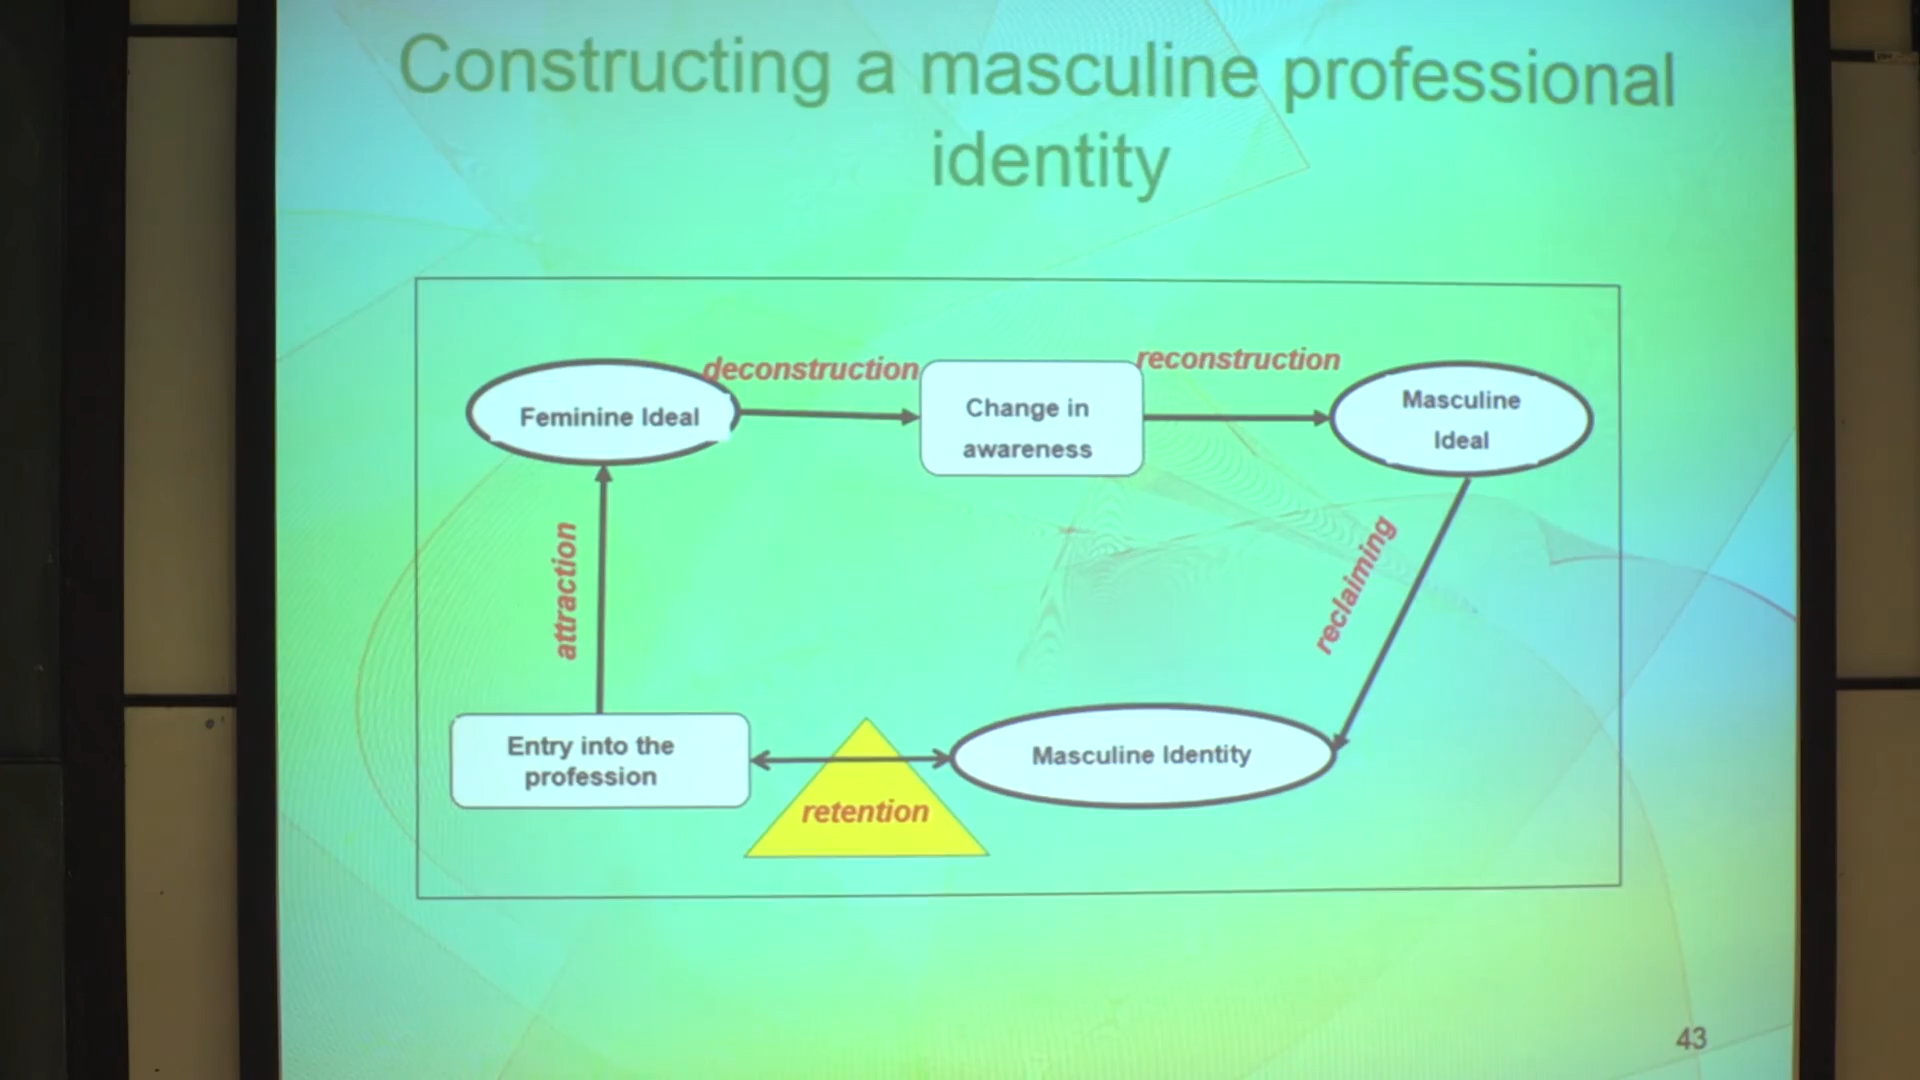 Constructing a masculine professional
identity
deconstruction
reconstruction
Feminine Ideal
Change in
awareness
Masculine
Ideal
attraction
reclaiming
Entry into the
profession
retention
Masculine Identity
43